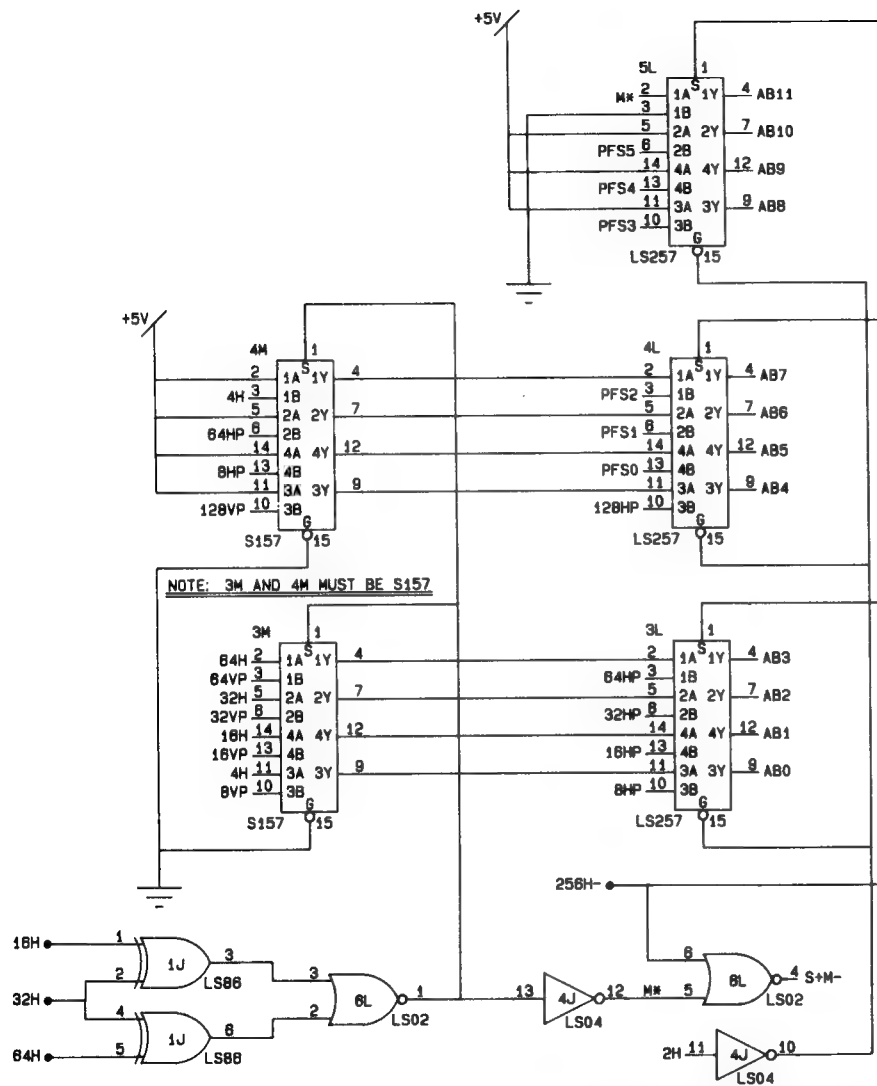 +5V
5L
1
S
M* 2 1A 1Y 4 AB11
3 1B
5 2A 2Y 7 AB10
PFS5 6 2B
14 4A 4Y 12 AB9
PFS4 13 4B
11 3A 3Y 9 AB8
PFS3 10 3B
G
LS257 15
+5V
4M 1
S
2 1A 1Y 4
4H 3 1B
5 2A 2Y 7
64HP 6 2B
14 4A 4Y 12
8HP 13 4B
11 3A 3Y 9
128VP 10 3B
G
S157 15
4L 1
S
2 1A 1Y 4 AB7
PFS2 3 1B
5 2A 2Y 7 AB6
PFS1 6 2B
14 4A 4Y 12 AB5
PFS0 13 4B
11 3A 3Y 9 AB4
128HP 10 3B
G
LS257 15
NOTE: 3M AND 4M MUST BE S157
3M 1
S
64H 2 1A 1Y 4
64VP 3 1B
32H 5 2A 2Y 7
32VP 6 2B
16H 14 4A 4Y 12
16VP 13 4B
4H 11 3A 3Y 9
8VP 10 3B
G
S157 15
3L 1
S
2 1A 1Y 4 AB3
64HP 3 1B
5 2A 2Y 7 AB2
32HP 6 2B
14 4A 4Y 12 AB1
16HP 13 4B
11 3A 3Y 9 AB0
8HP 10 3B
G
LS257 15
256H-
16H 1 1J 3
2 LS86
32H
4 1J 6
64H 5 LS86
3 6L 1
2 LS02
13 4J 12 M*
LS04
6 6L 4 S+M-
5 LS02
2H 11 4J 10
LS04